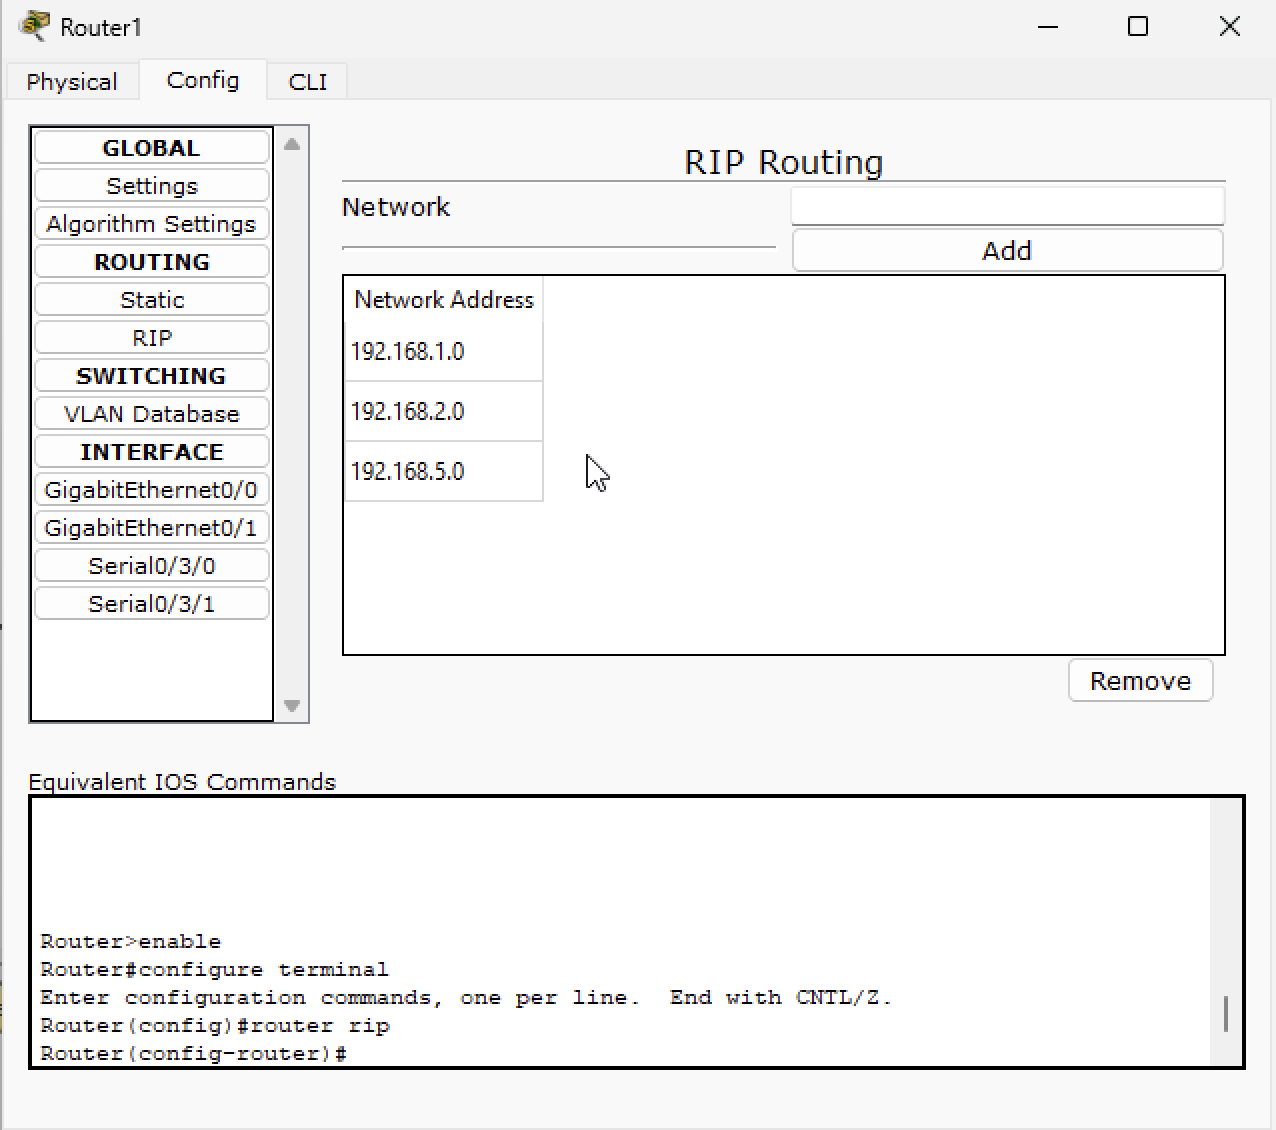 Router1
Physical
Config
CLI
GLOBAL
Settings
Algorithm Settings
ROUTING
Static
RIP
SWITCHING
VLAN Database
INTERFACE
GigabitEthernet0/0
GigabitEthernet0/1
Serial0/3/0
Serial0/3/1
RIP Routing
Network
Add
Network Address
192.168.1.0
192.168.2.0
192.168.5.0
Remove
Equivalent IOS Commands
Router>enable
Router#configure terminal
Enter configuration commands, one per line.  End with CNTL/Z.
Router(config)#router rip
Router(config-router)#